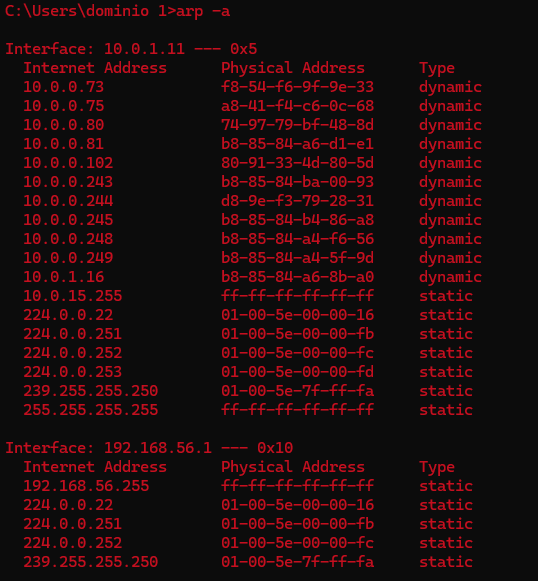 C:\Users\dominio 1>arp -a
Interface: 10.0.1.11 --- 0x5
Internet Address Physical Address Type
10.0.0.73 f8-54-f6-9f-9e-33 dynamic
10.0.0.75 a8-41-f4-c6-0c-68 dynamic
10.0.0.80 74-97-79-bf-48-8d dynamic
10.0.0.81 b8-85-84-a6-d1-e1 dynamic
10.0.0.102 80-91-33-4d-80-5d dynamic
10.0.0.243 b8-85-84-ba-00-93 dynamic
10.0.0.244 d8-9e-f3-79-28-31 dynamic
10.0.0.245 b8-85-84-b4-86-a8 dynamic
10.0.0.248 b8-85-84-a4-f6-56 dynamic
10.0.0.249 b8-85-84-a4-5f-9d dynamic
10.0.1.16 b8-85-84-a6-8b-a0 dynamic
10.0.15.255 ff-ff-ff-ff-ff-ff static
224.0.0.22 01-00-5e-00-00-16 static
224.0.0.251 01-00-5e-00-00-fb static
224.0.0.252 01-00-5e-00-00-fc static
224.0.0.253 01-00-5e-00-00-fd static
239.255.255.250 01-00-5e-7f-ff-fa static
255.255.255.255 ff-ff-ff-ff-ff-ff static
Interface: 192.168.56.1 --- 0x10
Internet Address Physical Address Type
192.168.56.255 ff-ff-ff-ff-ff-ff static
224.0.0.22 01-00-5e-00-00-16 static
224.0.0.251 01-00-5e-00-00-fb static
224.0.0.252 01-00-5e-00-00-fc static
239.255.255.250 01-00-5e-7f-ff-fa static